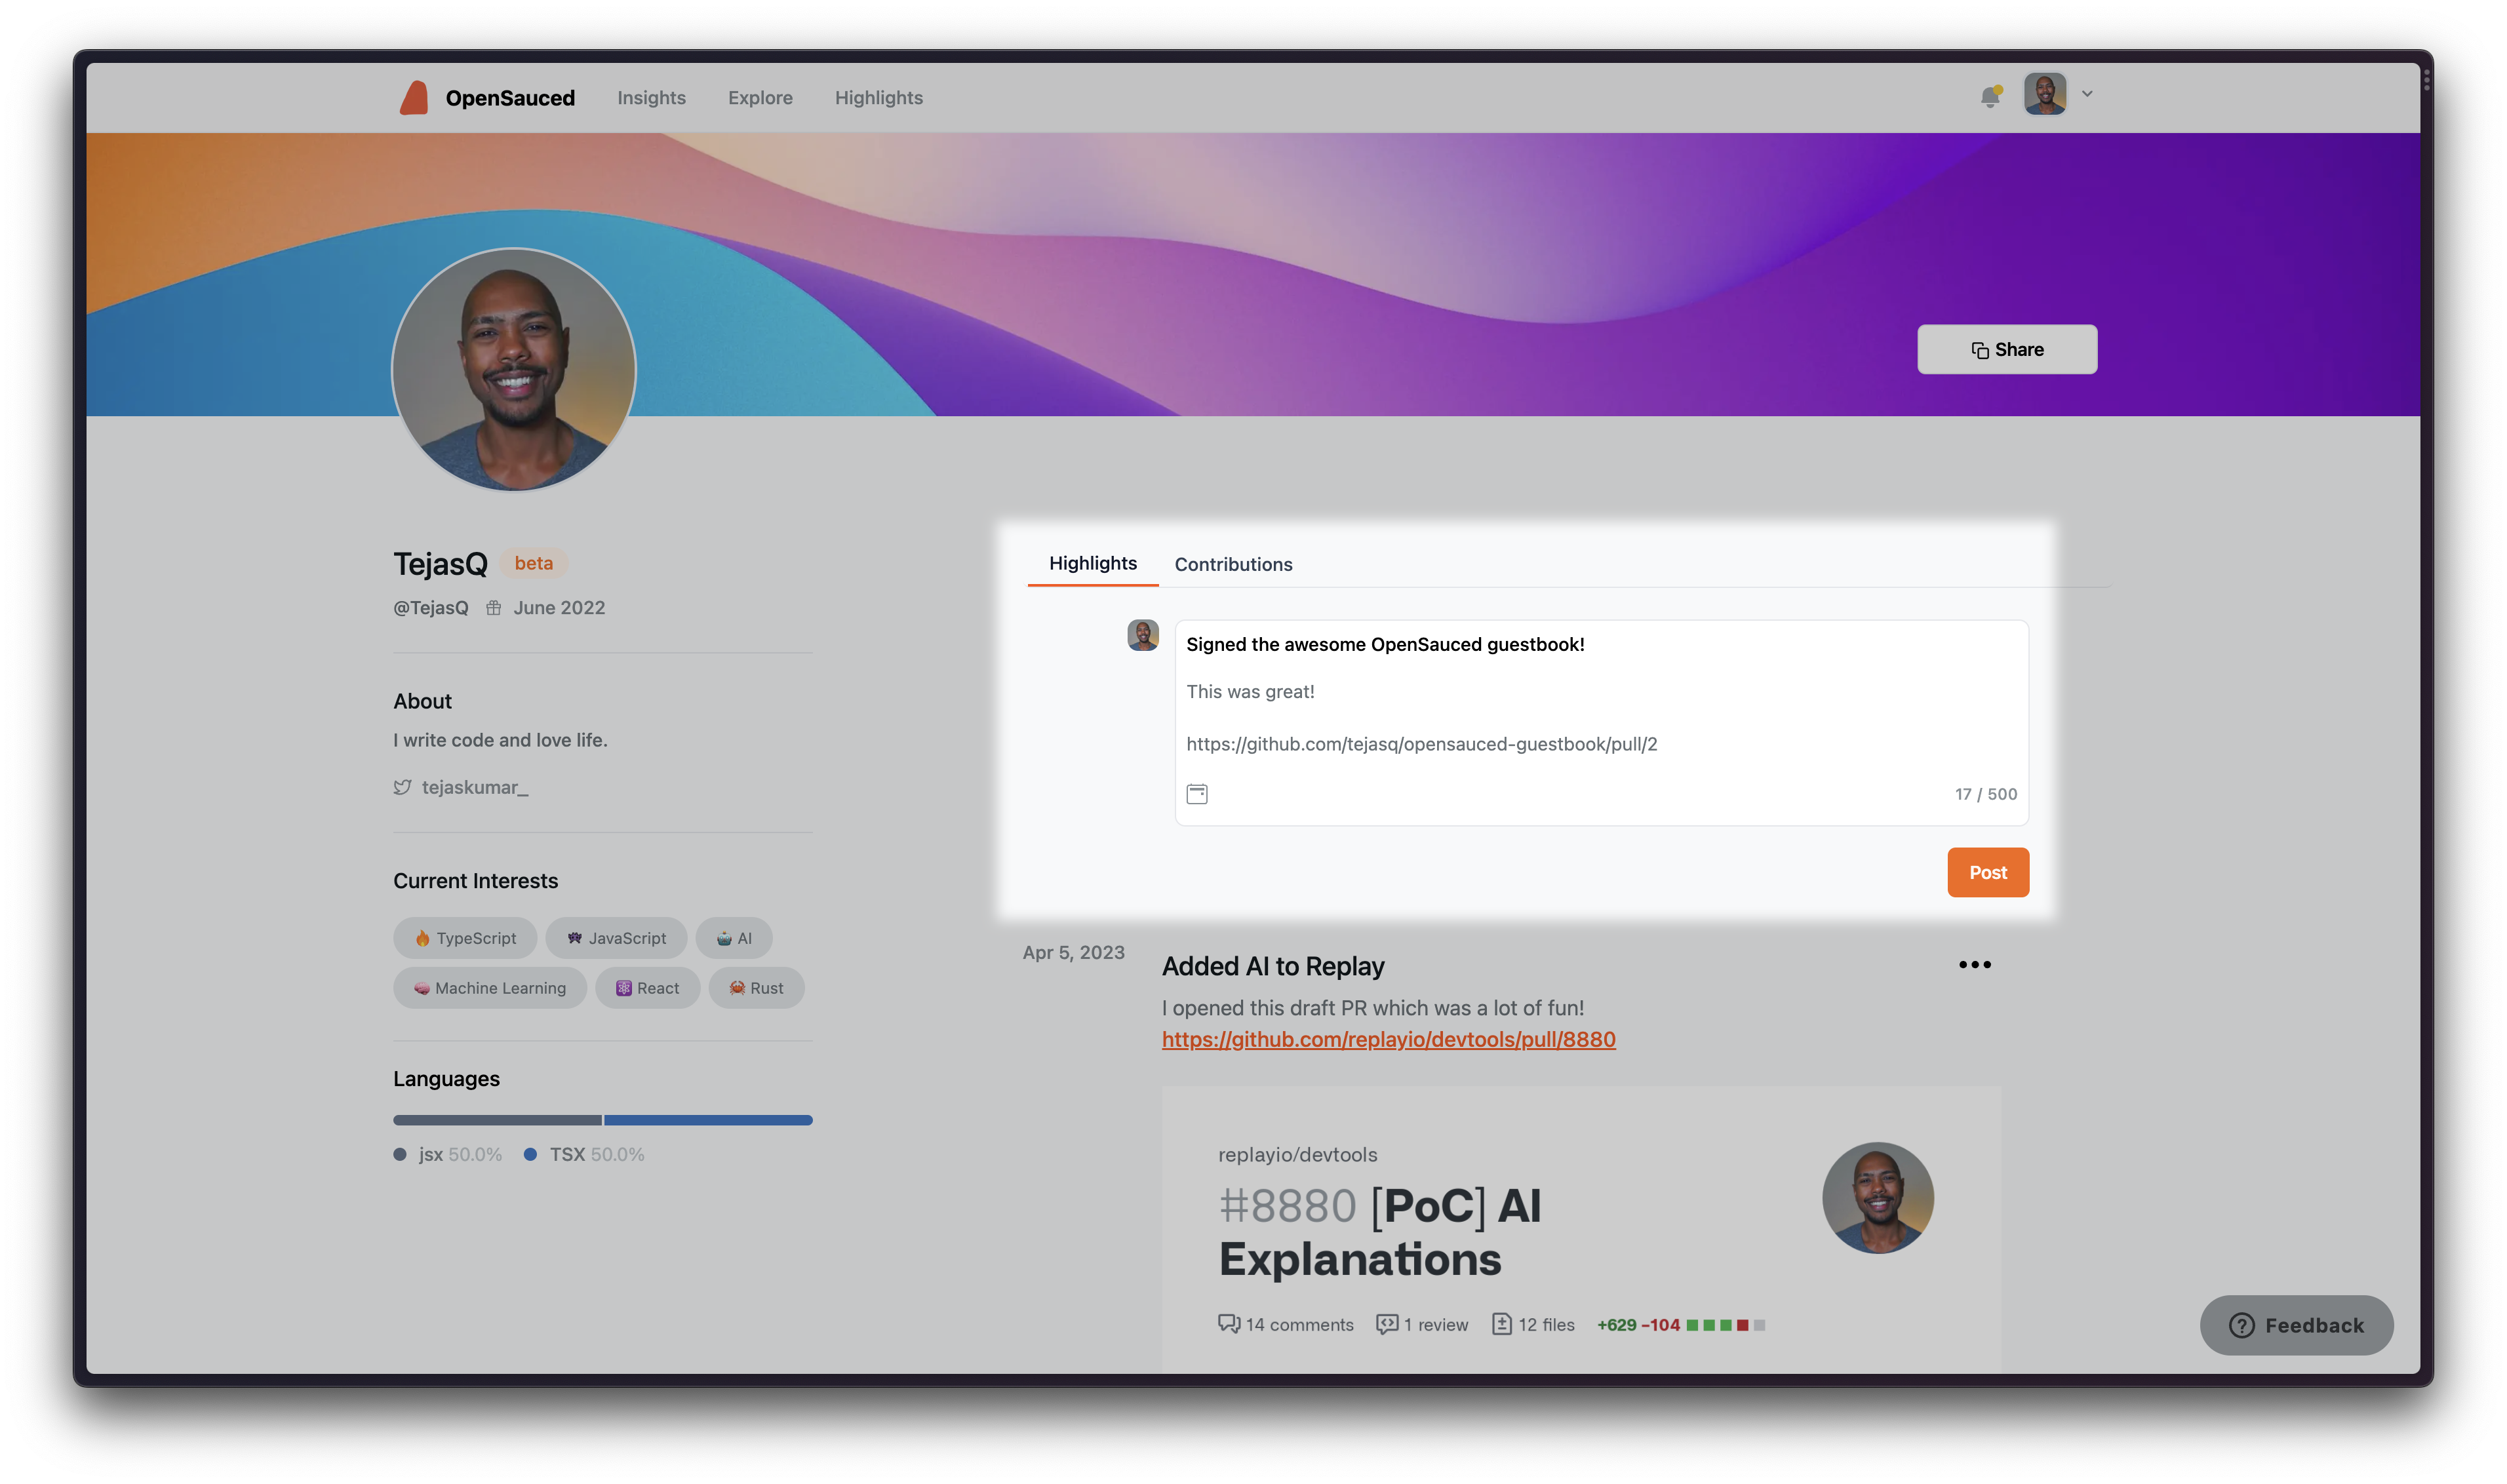 OpenSauced Insights Explore Highlights
Share
TejasQ beta
@TejasQ June 2022
About
I write code and love life.
tejaskumar_
Current Interests
TypeScript JavaScript AI
Machine Learning React Rust
Languages
jsx 50.0% TSX 50.0%
Highlights Contributions
Signed the awesome OpenSauced guestbook!
This was great!
https://github.com/tejasq/opensauced-guestbook/pull/2
17 / 500
Post
Apr 5, 2023
Added AI to Replay
I opened this draft PR which was a lot of fun!
https://github.com/replayio/devtools/pull/8880
replayio/devtools
#8880 [PoC] AI
Explanations
14 comments 1 review 12 files +629 −104
Feedback